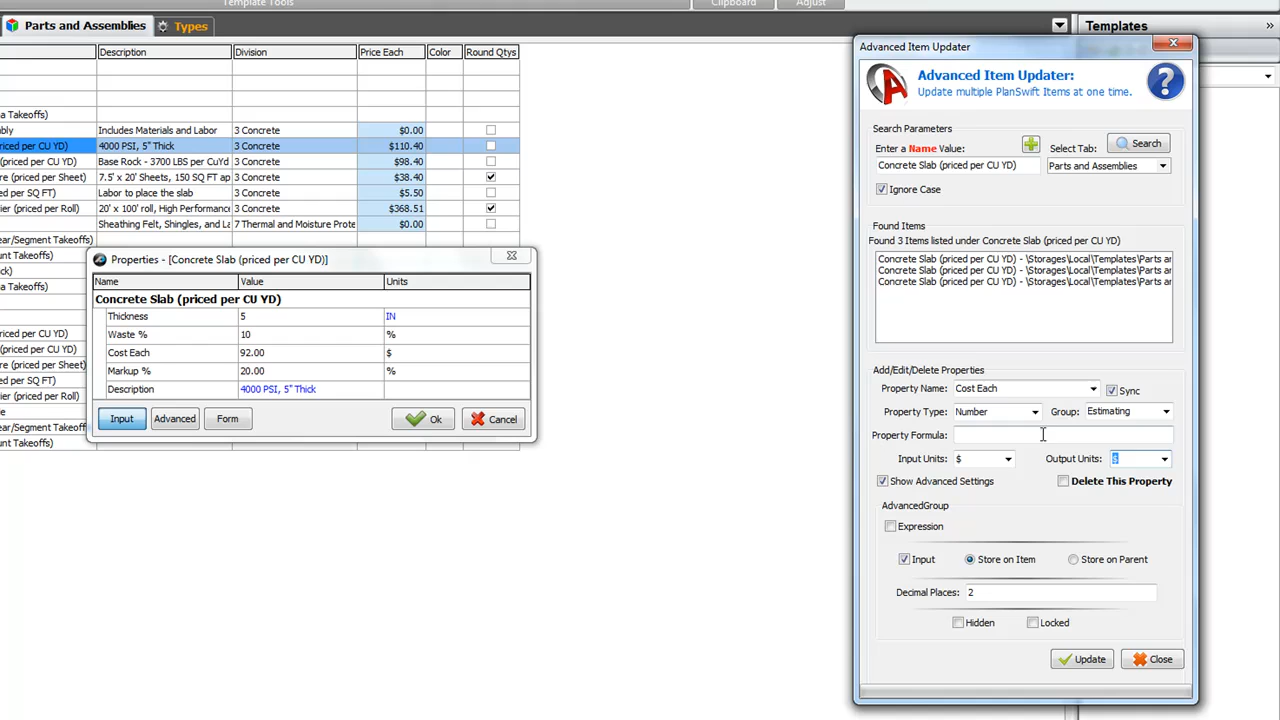 Template Tools
Clipboard
Adjust
Parts and Assemblies
Types
Templates
»
Description Division Price Each Color Round Qtys
a Takeoffs)
bly Includes Materials and Labor 3 Concrete $0.00
priced per CU YD) 4000 PSI, 5" Thick 3 Concrete $110.40
(priced per CU YD) Base Rock - 3700 LBS per CuYd 3 Concrete $98.40
re (priced per Sheet) 7.5' x 20' Sheets, 150 SQ FT ap 3 Concrete $38.40
ed per SQ FT) Labor to place the slab 3 Concrete $5.50
rier (priced per Roll) 20' x 100' roll, High Performance 3 Concrete $368.51
Sheathing Felt, Shingles, and La 7 Thermal and Moisture Prote $0.00
ear/Segment Takeoffs)
unt Takeoffs)
ck)
e Takeoffs)
riced per CU YD)
(priced per CU YD)
re (priced per Sheet)
ed per SQ FT)
rier (priced per Roll)
e
ear/Segment Takeoffs)
unt Takeoffs)
Properties - [Concrete Slab (priced per CU YD)]
Name Value Units
Concrete Slab (priced per CU YD)
Thickness 5 IN
Waste % 10 %
Cost Each 92.00 $
Markup % 20.00 %
Description 4000 PSI, 5" Thick
Input Advanced Form Ok Cancel
Advanced Item Updater
Advanced Item Updater:
Update multiple PlanSwift Items at one time.
?
Search Parameters
Enter a Name Value: Select Tab: Search
Concrete Slab (priced per CU YD) Parts and Assemblies
Ignore Case
Found Items
Found 3 Items listed under Concrete Slab (priced per CU YD)
Concrete Slab (priced per CU YD) - \Storages\Local\Templates\Parts ar
Concrete Slab (priced per CU YD) - \Storages\Local\Templates\Parts ar
Concrete Slab (priced per CU YD) - \Storages\Local\Templates\Parts ar
Add/Edit/Delete Properties
Property Name: Cost Each Sync
Property Type: Number Group: Estimating
Property Formula:
Input Units: $ Output Units: $
Show Advanced Settings Delete This Property
AdvancedGroup
Expression
Input Store on Item Store on Parent
Decimal Places: 2
Hidden Locked
Update Close